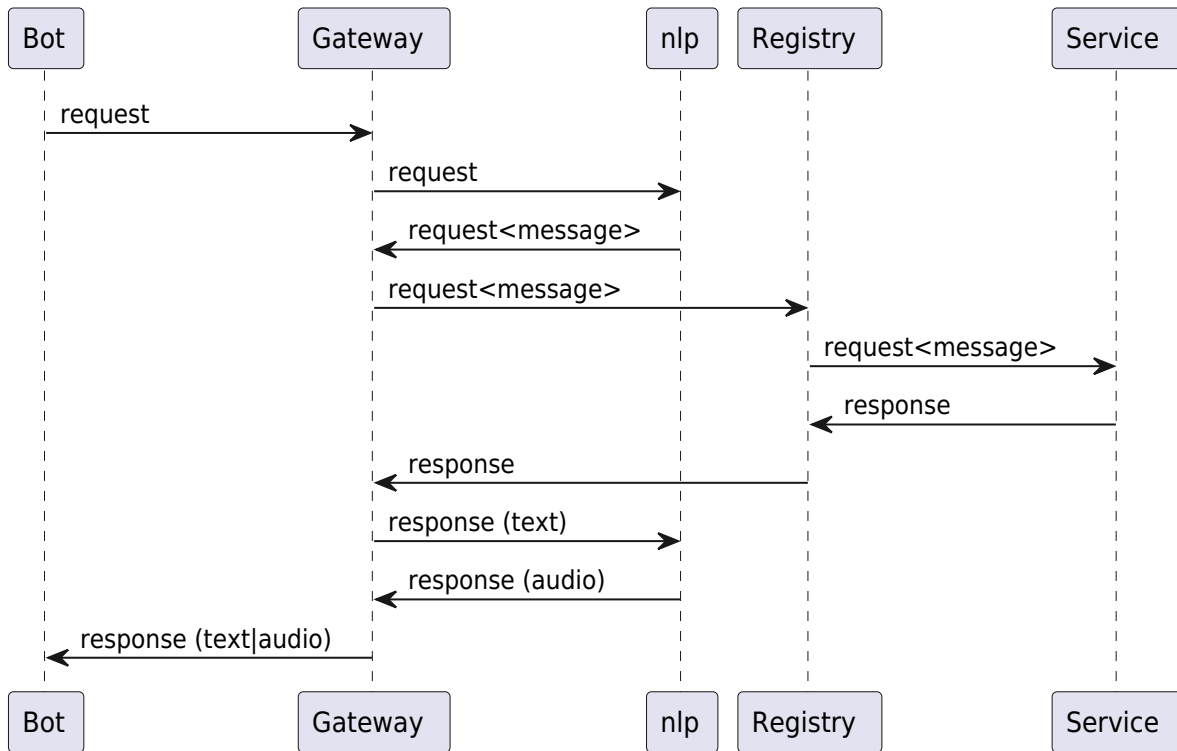 Bot Gateway nlp Registry Service
request
request
request<message>
request<message>
request<message>
response
response
response (text)
response (audio)
response (text|audio)
Bot Gateway nlp Registry Service